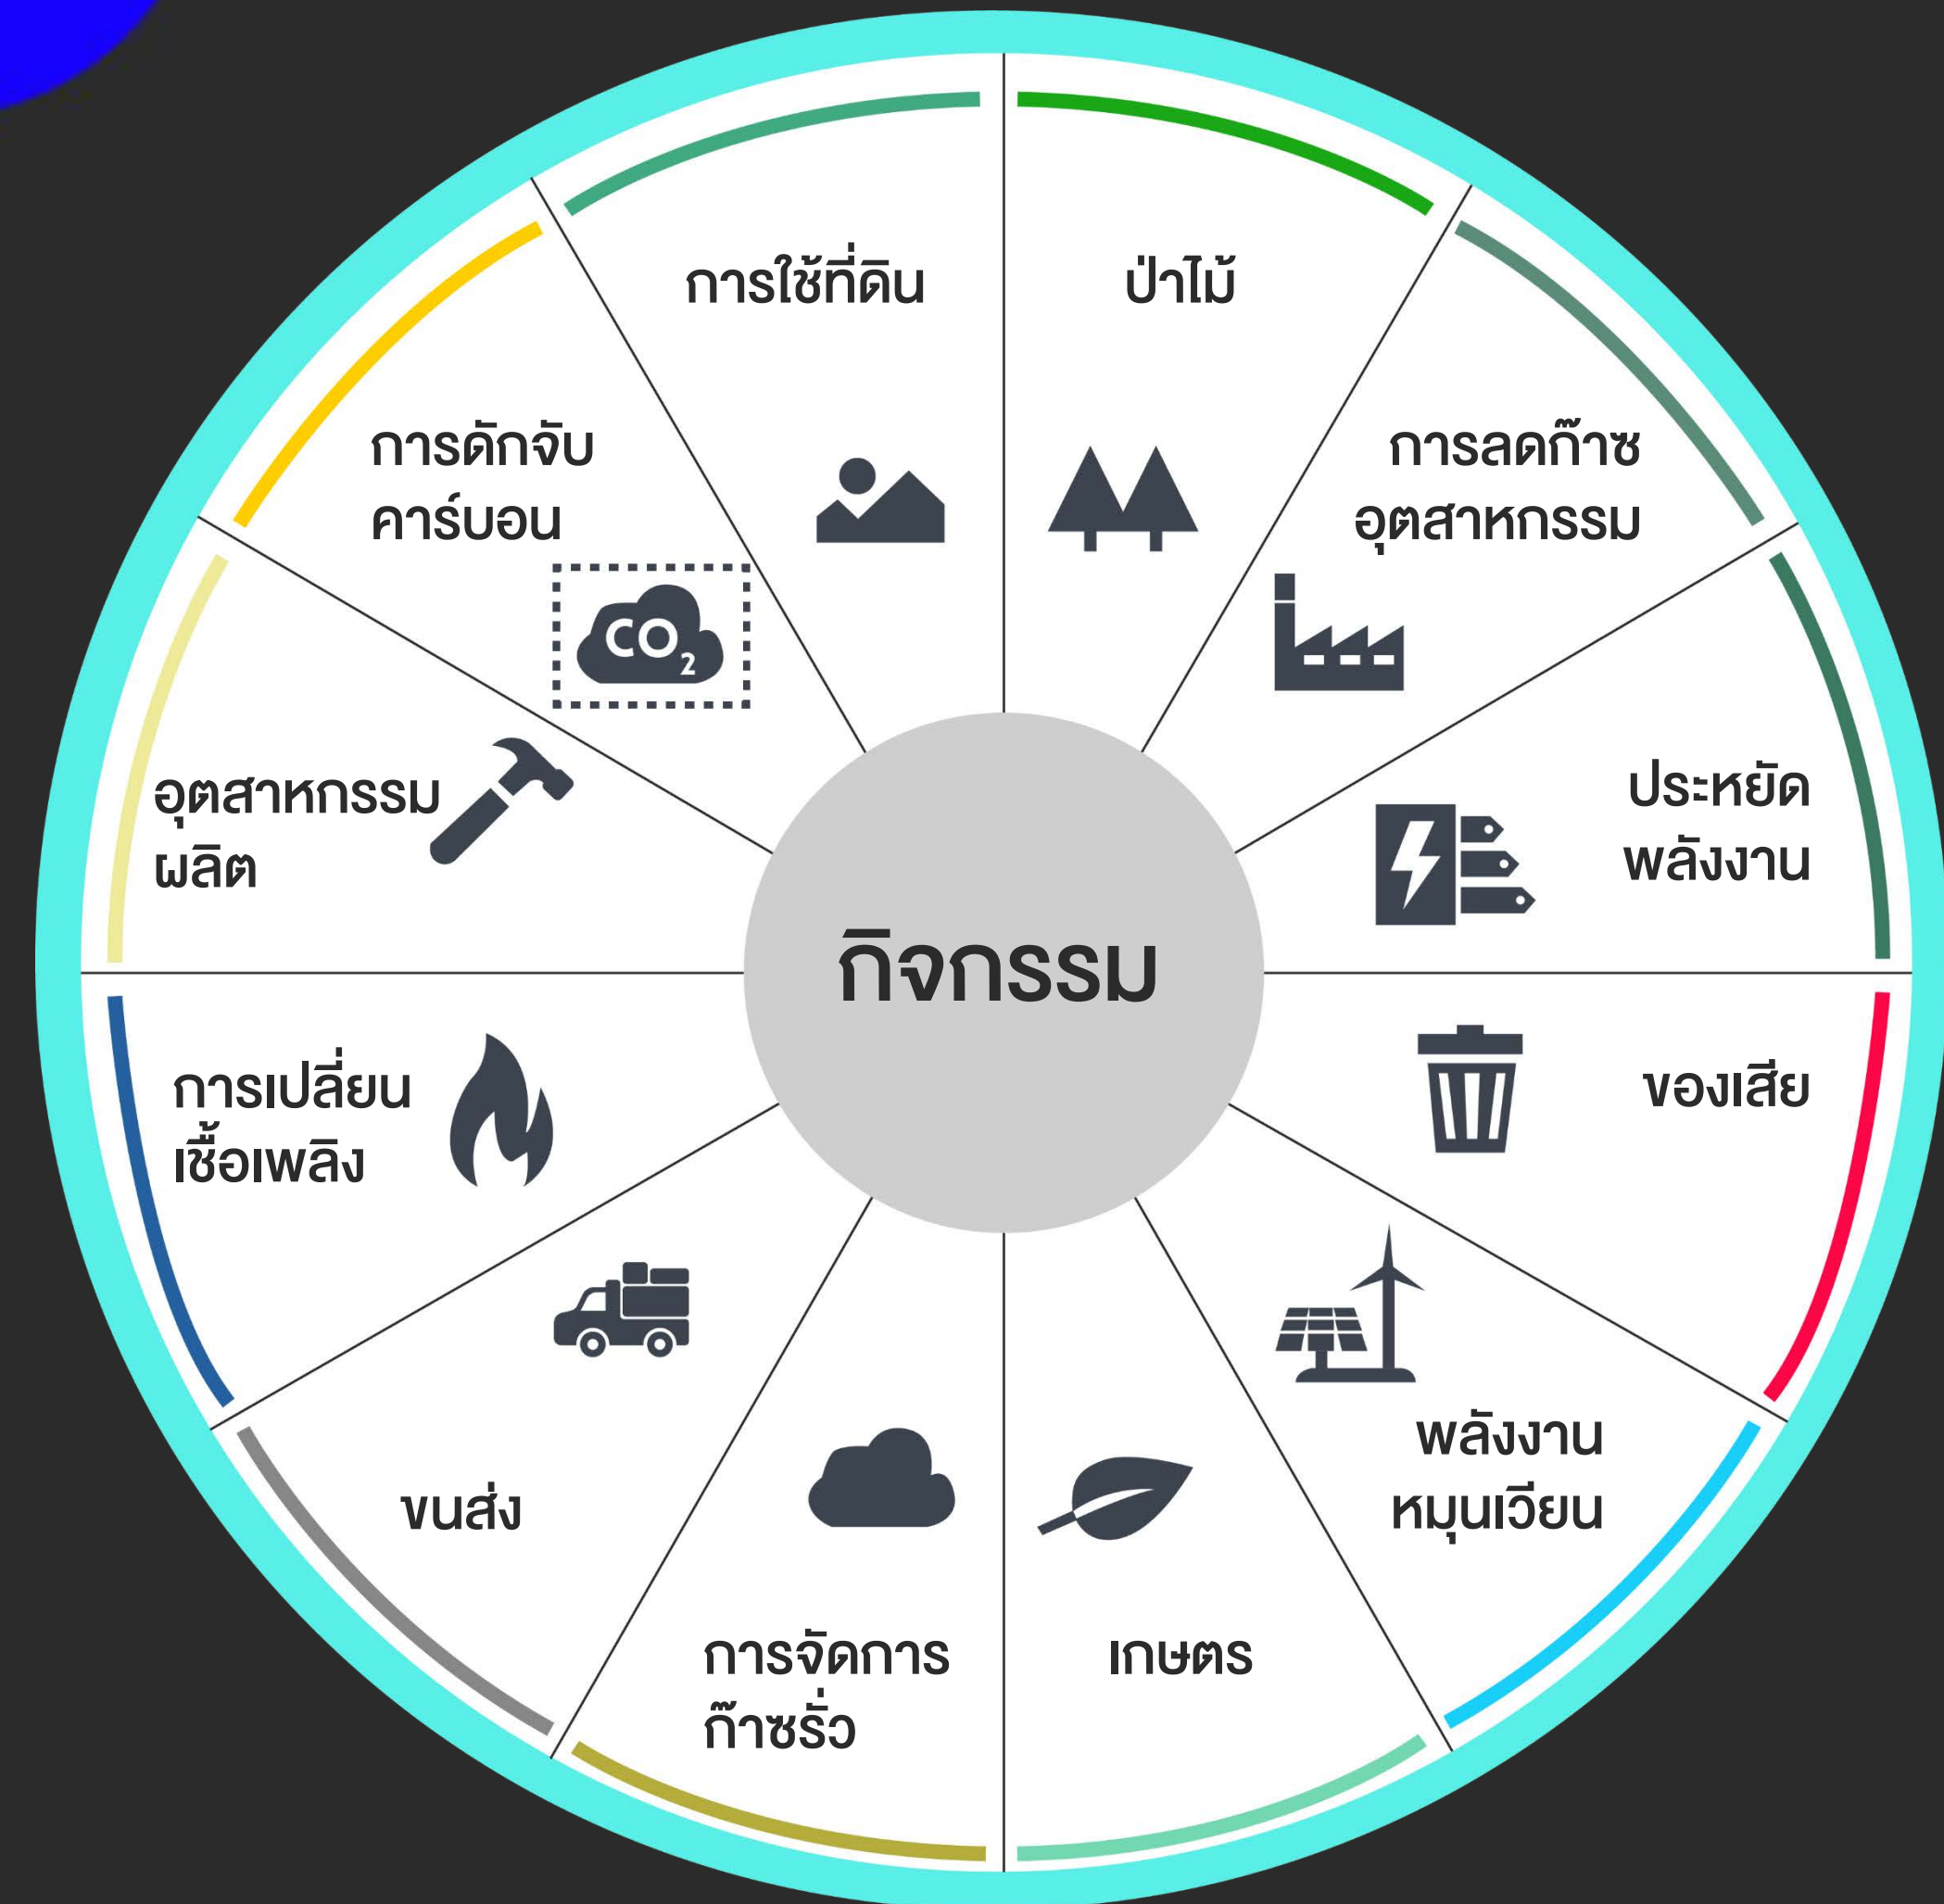 การใช้ที่ดิน
ป่าไม้
การดักจับ
คาร์บอน
CO2
การลดก๊าซ
อุตสาหกรรม
อุตสาหกรรม
ผลิต
ประหยัด
พลังงาน
กิจกรรม
การเปลี่ยน
เชื้อเพลิง
ของเสีย
ขนส่ง
พลังงาน
หมุนเวียน
การจัดการ
ก๊าซรั่ว
เกษตร